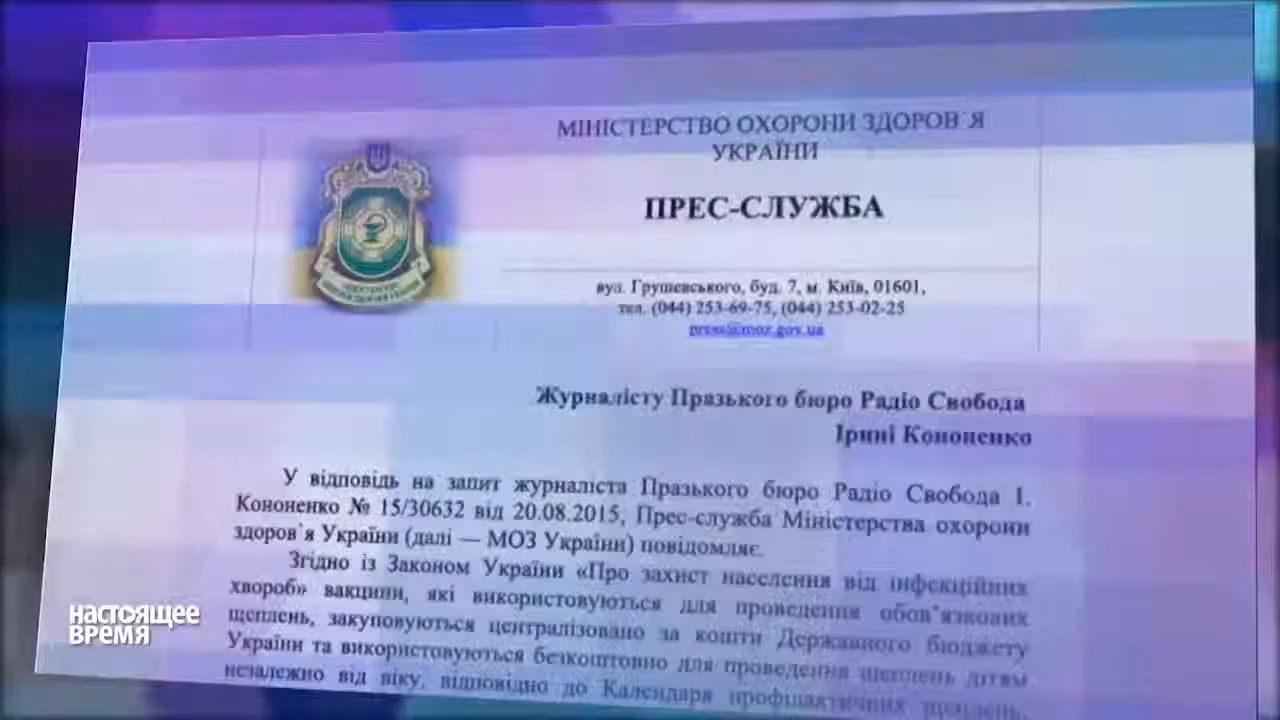 МІНІСТЕРСТВО ОХОРОНИ ЗДОРОВ`Я
УКРАЇНИ
ПРЕС-СЛУЖБА
вул. Грушевського, буд. 7, м. Київ, 01601,
тел. (044) 253-69-75, (044) 253-02-25
press@moz.gov.ua
Журналісту Празького бюро Радіо Свобода
Ірині Кононенко
У відповідь на запит журналіста Празького бюро Радіо Свобода І.
Кононенко № 15/30632 від 20.08.2015, Прес-служба Міністерства охорони
здоров`я України (далі — МОЗ України) повідомляє.
Згідно із Законом України «Про захист населення від інфекційних
хвороб» вакцини, які використовуються для проведення обов’язкових
щеплень, закуповуються централізовано за кошти Державного бюджету
України та використовуються безкоштовно для проведення щеплень дітям
незалежно від віку, відповідно до Календаря профілактичних щеплень,
НАСТОЯЩЕЕ
ВРЕМЯ